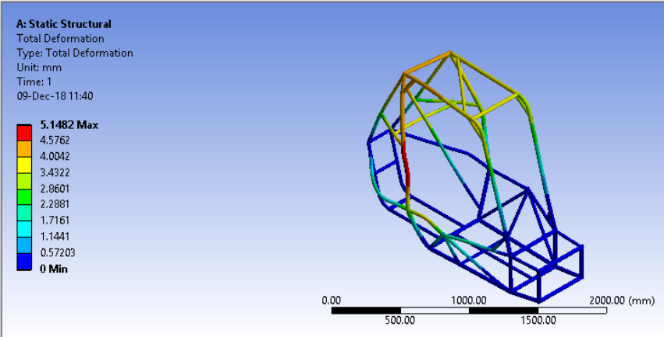 A: Static Structural
Total Deformation
Type: Total Deformation
Unit: mm
Time: 1
09-Dec-18 11:40
5.1482 Max
4.5762
4.0042
3.4322
2.8601
2.2881
1.7161
1.1441
0.57203
0 Min
0.00 1000.00 2000.00 (mm)
500.00 1500.00